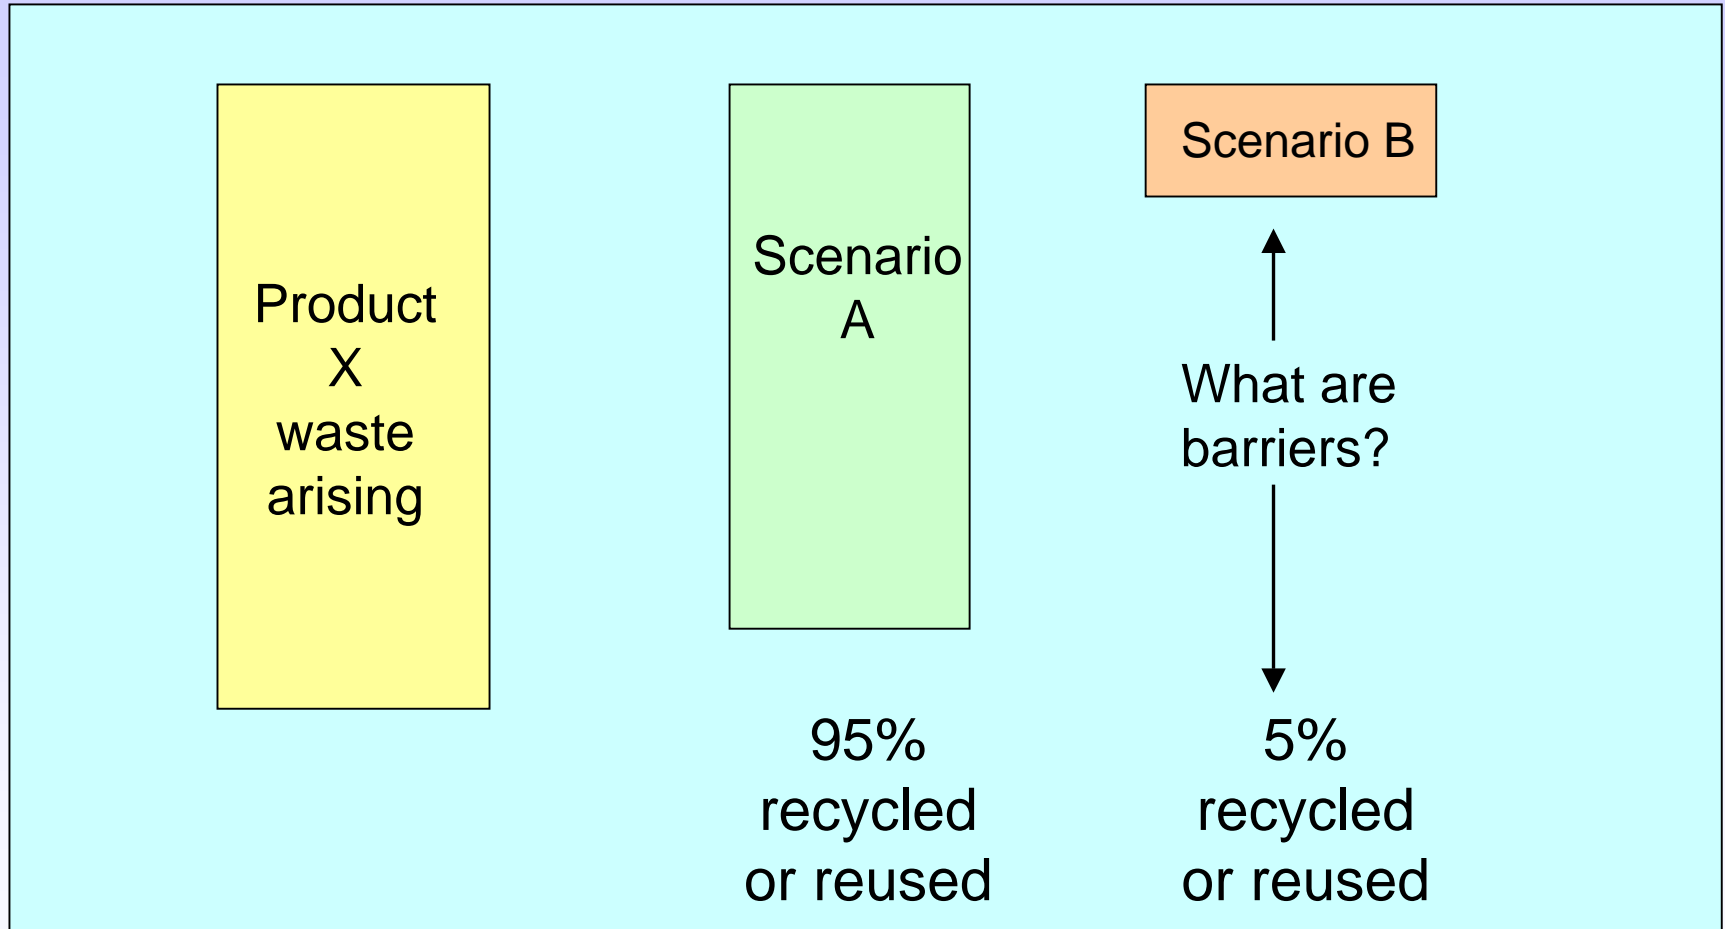 Product
X
waste
arising
Scenario
A
Scenario B
What are
barriers?
95%
recycled
or reused
5%
recycled
or reused